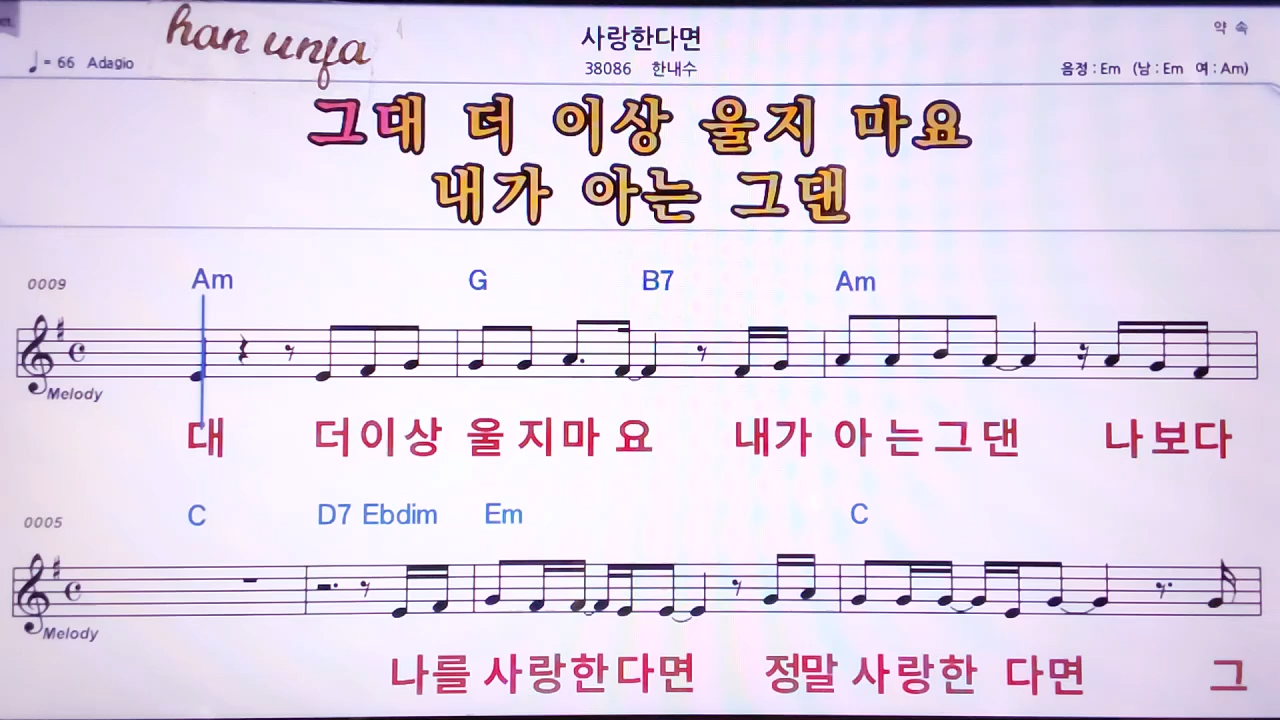 han unfa
사랑한다면
약 속
♩= 66 Adagio
38086 한내수
음정 : Em (남 : Em 여 : Am)
그대 더 이상 울지 마요
내가 아는 그댄
0009
Am G B7 Am
Melody
대 더이상 울지마 요 내가 아 는그댄 나보다
0005
C D7 Ebdim Em C
Melody
나를 사랑한다면 정말 사랑한 다면 그